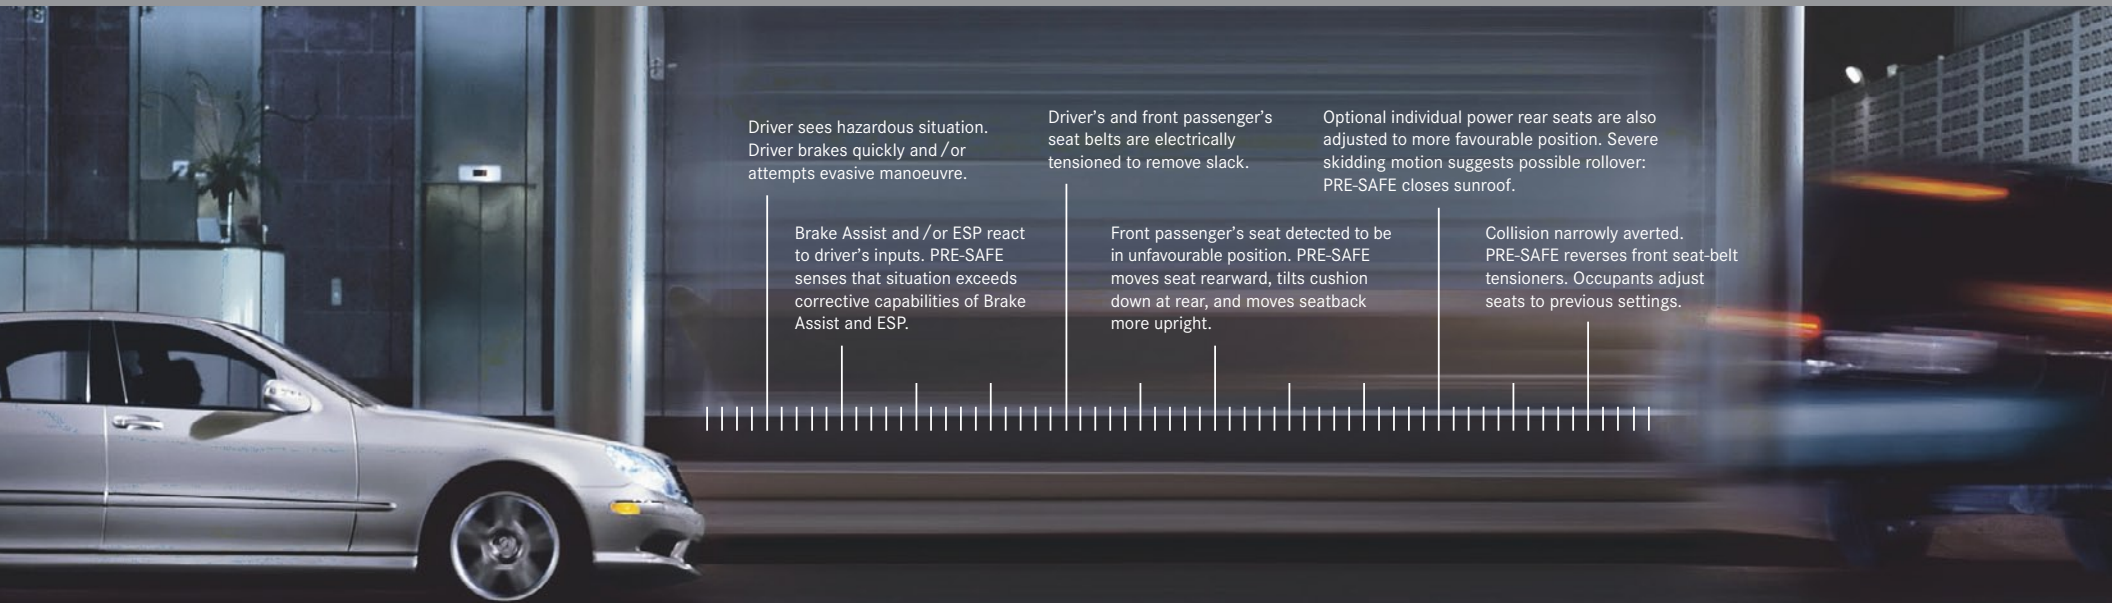 Driver sees hazardous situation.
Driver brakes quickly and/or
attempts evasive manoeuvre.
Brake Assist and/or ESP react
to driver's inputs. PRE-SAFE
senses that situation exceeds
corrective capabilities of Brake
Assist and ESP.
Driver's and front passenger's
seat belts are electrically
tensioned to remove slack.
Front passenger's seat detected to be
in unfavourable position. PRE-SAFE
moves seat rearward, tilts cushion
down at rear, and moves seatback
more upright.
Optional individual power rear seats are also
adjusted to more favourable position. Severe
skidding motion suggests possible rollover:
PRE-SAFE closes sunroof.
Collision narrowly averted.
PRE-SAFE reverses front seat-belt
tensioners. Occupants adjust
seats to previous settings.